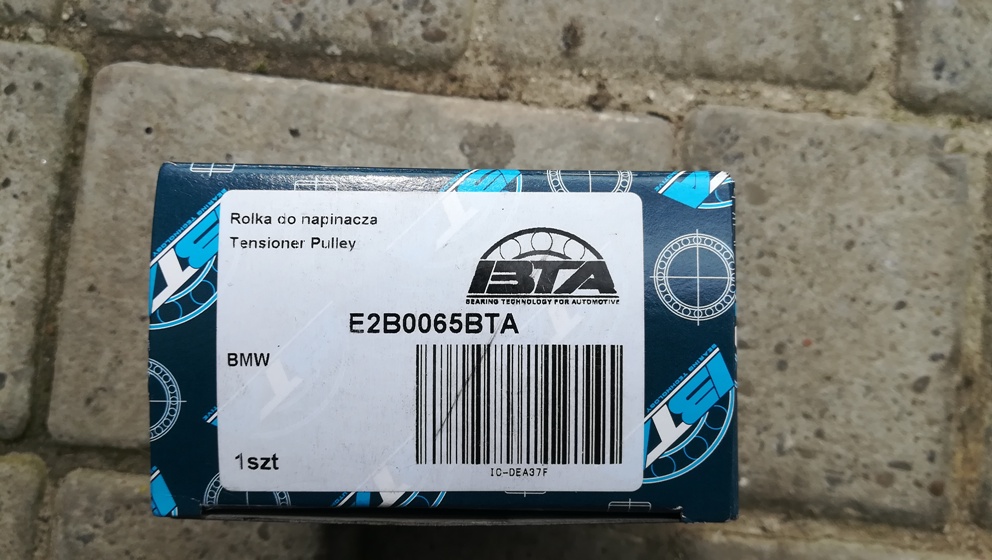 Rolka do napinacza
Tensioner Pulley
BTA
BEARING TECHNOLOGY FOR AUTOMOTIVE
E2B0065BTA
BMW
1szt
IC-DEA37F